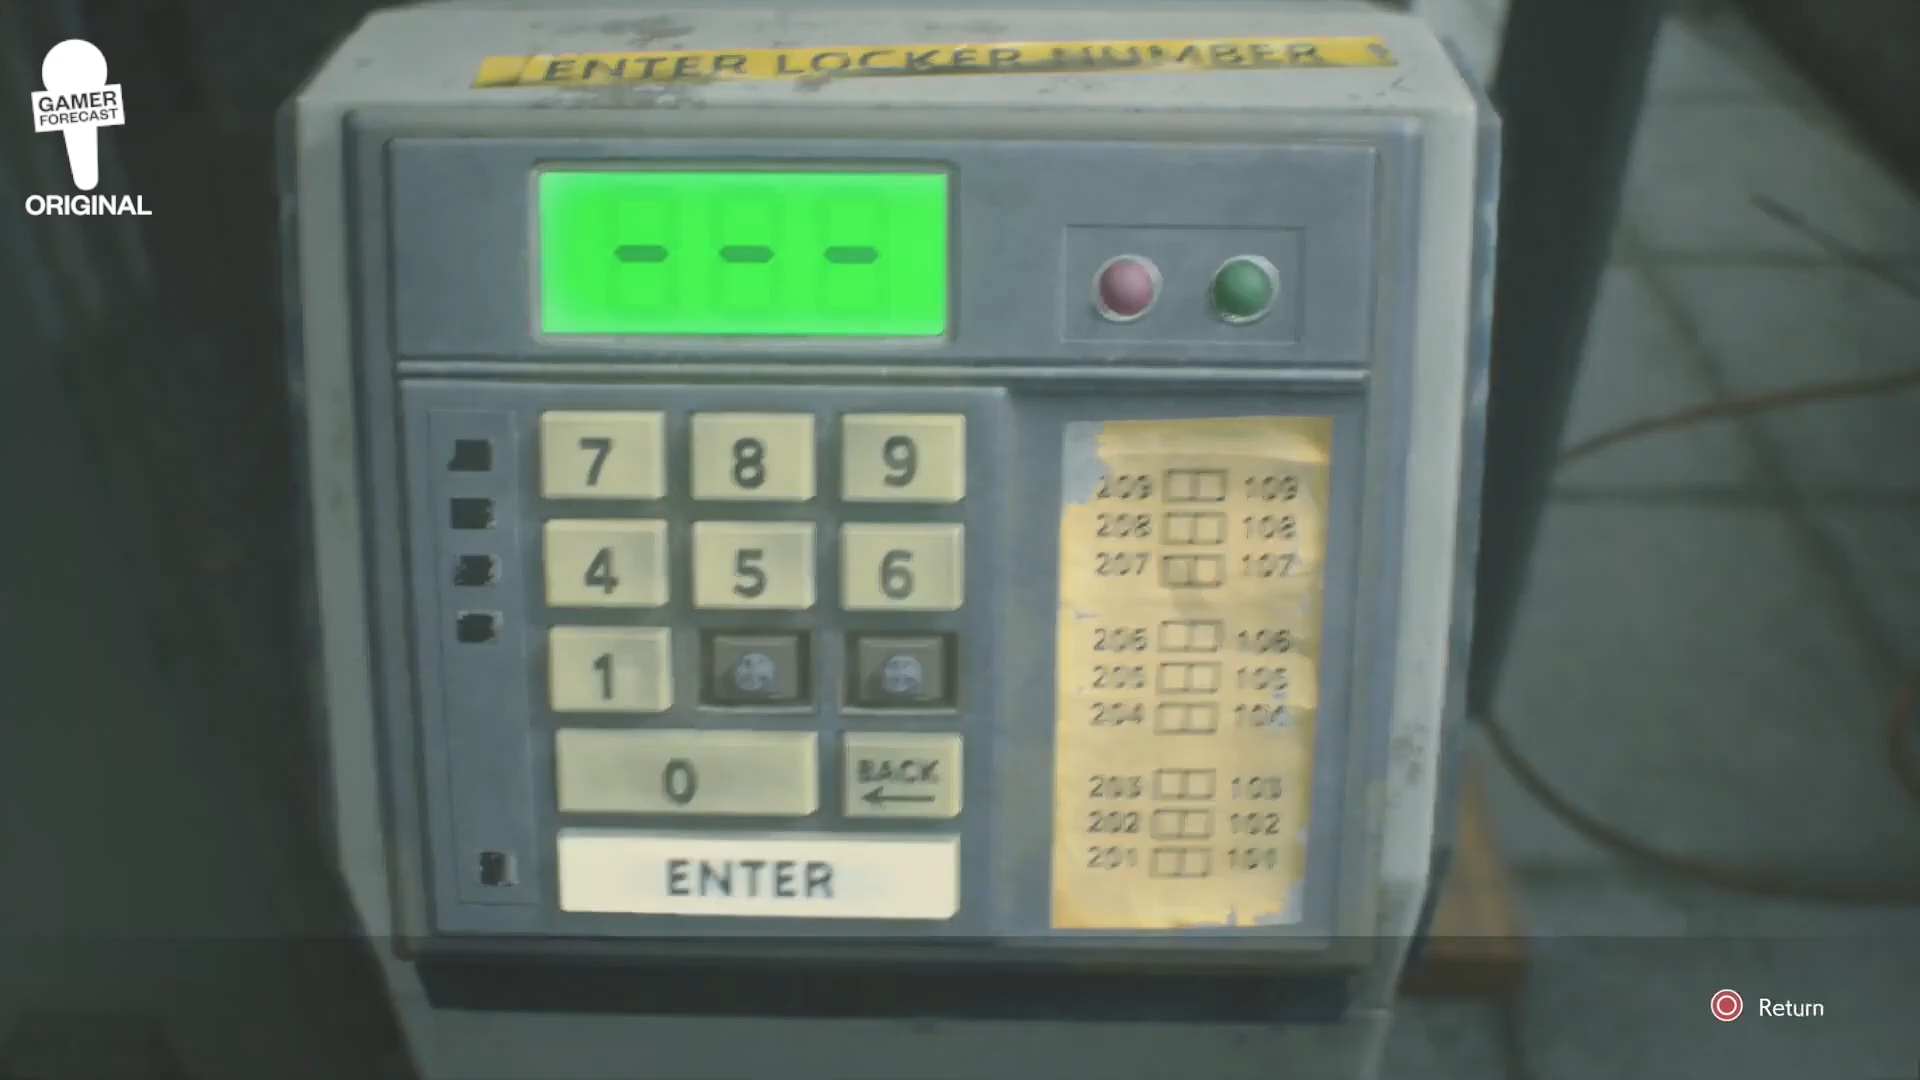 GAMER
FORECAST
ORIGINAL
ENTER LOCKER NUMBER
7 8 9
4 5 6
1
0 BACK
ENTER
209 109
208 108
207 107
206 106
205 105
204 104
203 103
202 102
201 101
Return